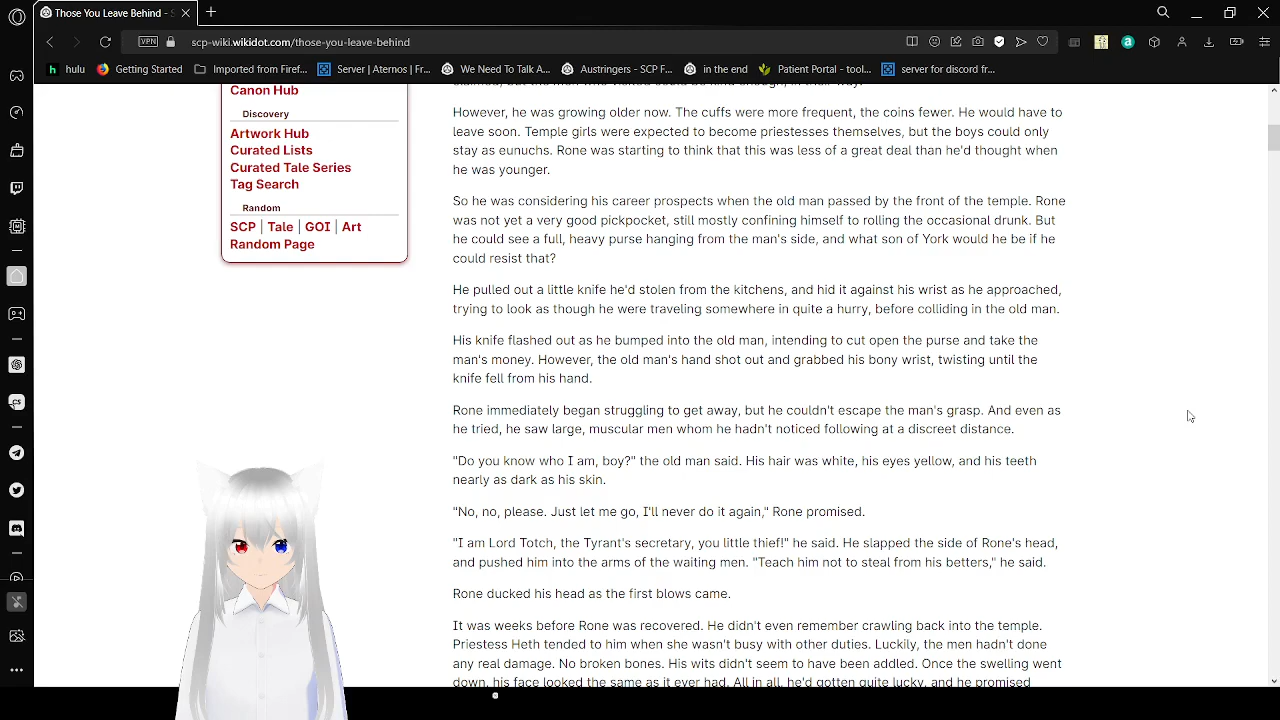 Those You Leave Behind - S
scp-wiki.wikidot.com/those-you-leave-behind
VPN
hulu
Getting Started
Imported from Firef...
Server | Aternos | Fr...
We Need To Talk A...
Austringers - SCP F...
in the end
Patient Portal - tool...
server for discord fr...
Canon Hub
Discovery
Artwork Hub
Curated Lists
Curated Tale Series
Tag Search
Random
SCP | Tale | GOI | Art
Random Page
However, he was growing older now. The cuffs were more frequent, the coins fewer. He would have to
leave soon. Temple girls were expected to become priestesses themselves, but the boys could only
stay as eunuchs. Rone was starting to think that this was less of a great deal than he'd thought when
he was younger.
So he was considering his career prospects when the old man passed by the front of the temple. Rone
was not yet a very good pickpocket, still mostly confining himself to rolling the occasional drunk. But
he could see a full, heavy purse hanging from the man's side, and what son of York would he be if he
could resist that?
He pulled out a little knife he'd stolen from the kitchens, and hid it against his wrist as he approached,
trying to look as though he were traveling somewhere in quite a hurry, before colliding in the old man.
His knife flashed out as he bumped into the old man, intending to cut open the purse and take the
man's money. However, the old man's hand shot out and grabbed his bony wrist, twisting until the
knife fell from his hand.
Rone immediately began struggling to get away, but he couldn't escape the man's grasp. And even as
he tried, he saw large, muscular men whom he hadn't noticed following at a discreet distance.
"Do you know who I am, boy?" the old man said. His hair was white, his eyes yellow, and his teeth
nearly as dark as his skin.
"No, no, please. Just let me go, I'll never do it again," Rone promised.
"I am Lord Totch, the Tyrant's secretary, you little thief!" he said. He slapped the side of Rone's head,
and pushed him into the arms of the waiting men. "Teach him not to steal from his betters," he said.
Rone ducked his head as the first blows came.
It was weeks before Rone was recovered. He didn't even remember crawling back into the temple.
Priestess Heth tended to him when she wasn't busy with other duties. Luckily, the men hadn't done
any real damage. No broken bones. His wits didn't seem to have been addled. Once the swelling went
down, his face looked the same as it ever had. All in all, he'd gotten quite lucky, and he promised